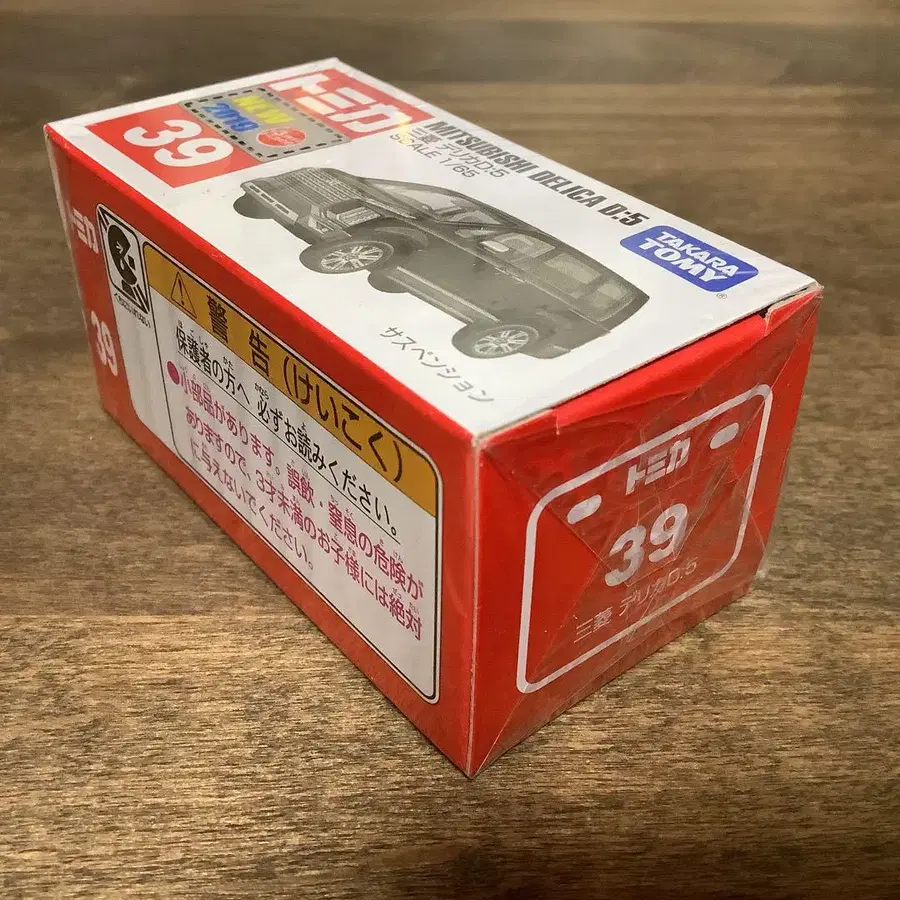 トミカ
39
NEW
2019
MITSUBISHI DELICA D:5
三菱 デリカD:5
SCALE 1/65
TAKARA
TOMY
®
サスペンション
トミカ
39
警告(けいこく)
保護者の方へ 必ずお読みください。
●小部品があります。誤飲・窒息の危険が
ありますので、3才未満のお子様には絶対
に与えないでください。
トミカ
39
三菱 デリカD:5